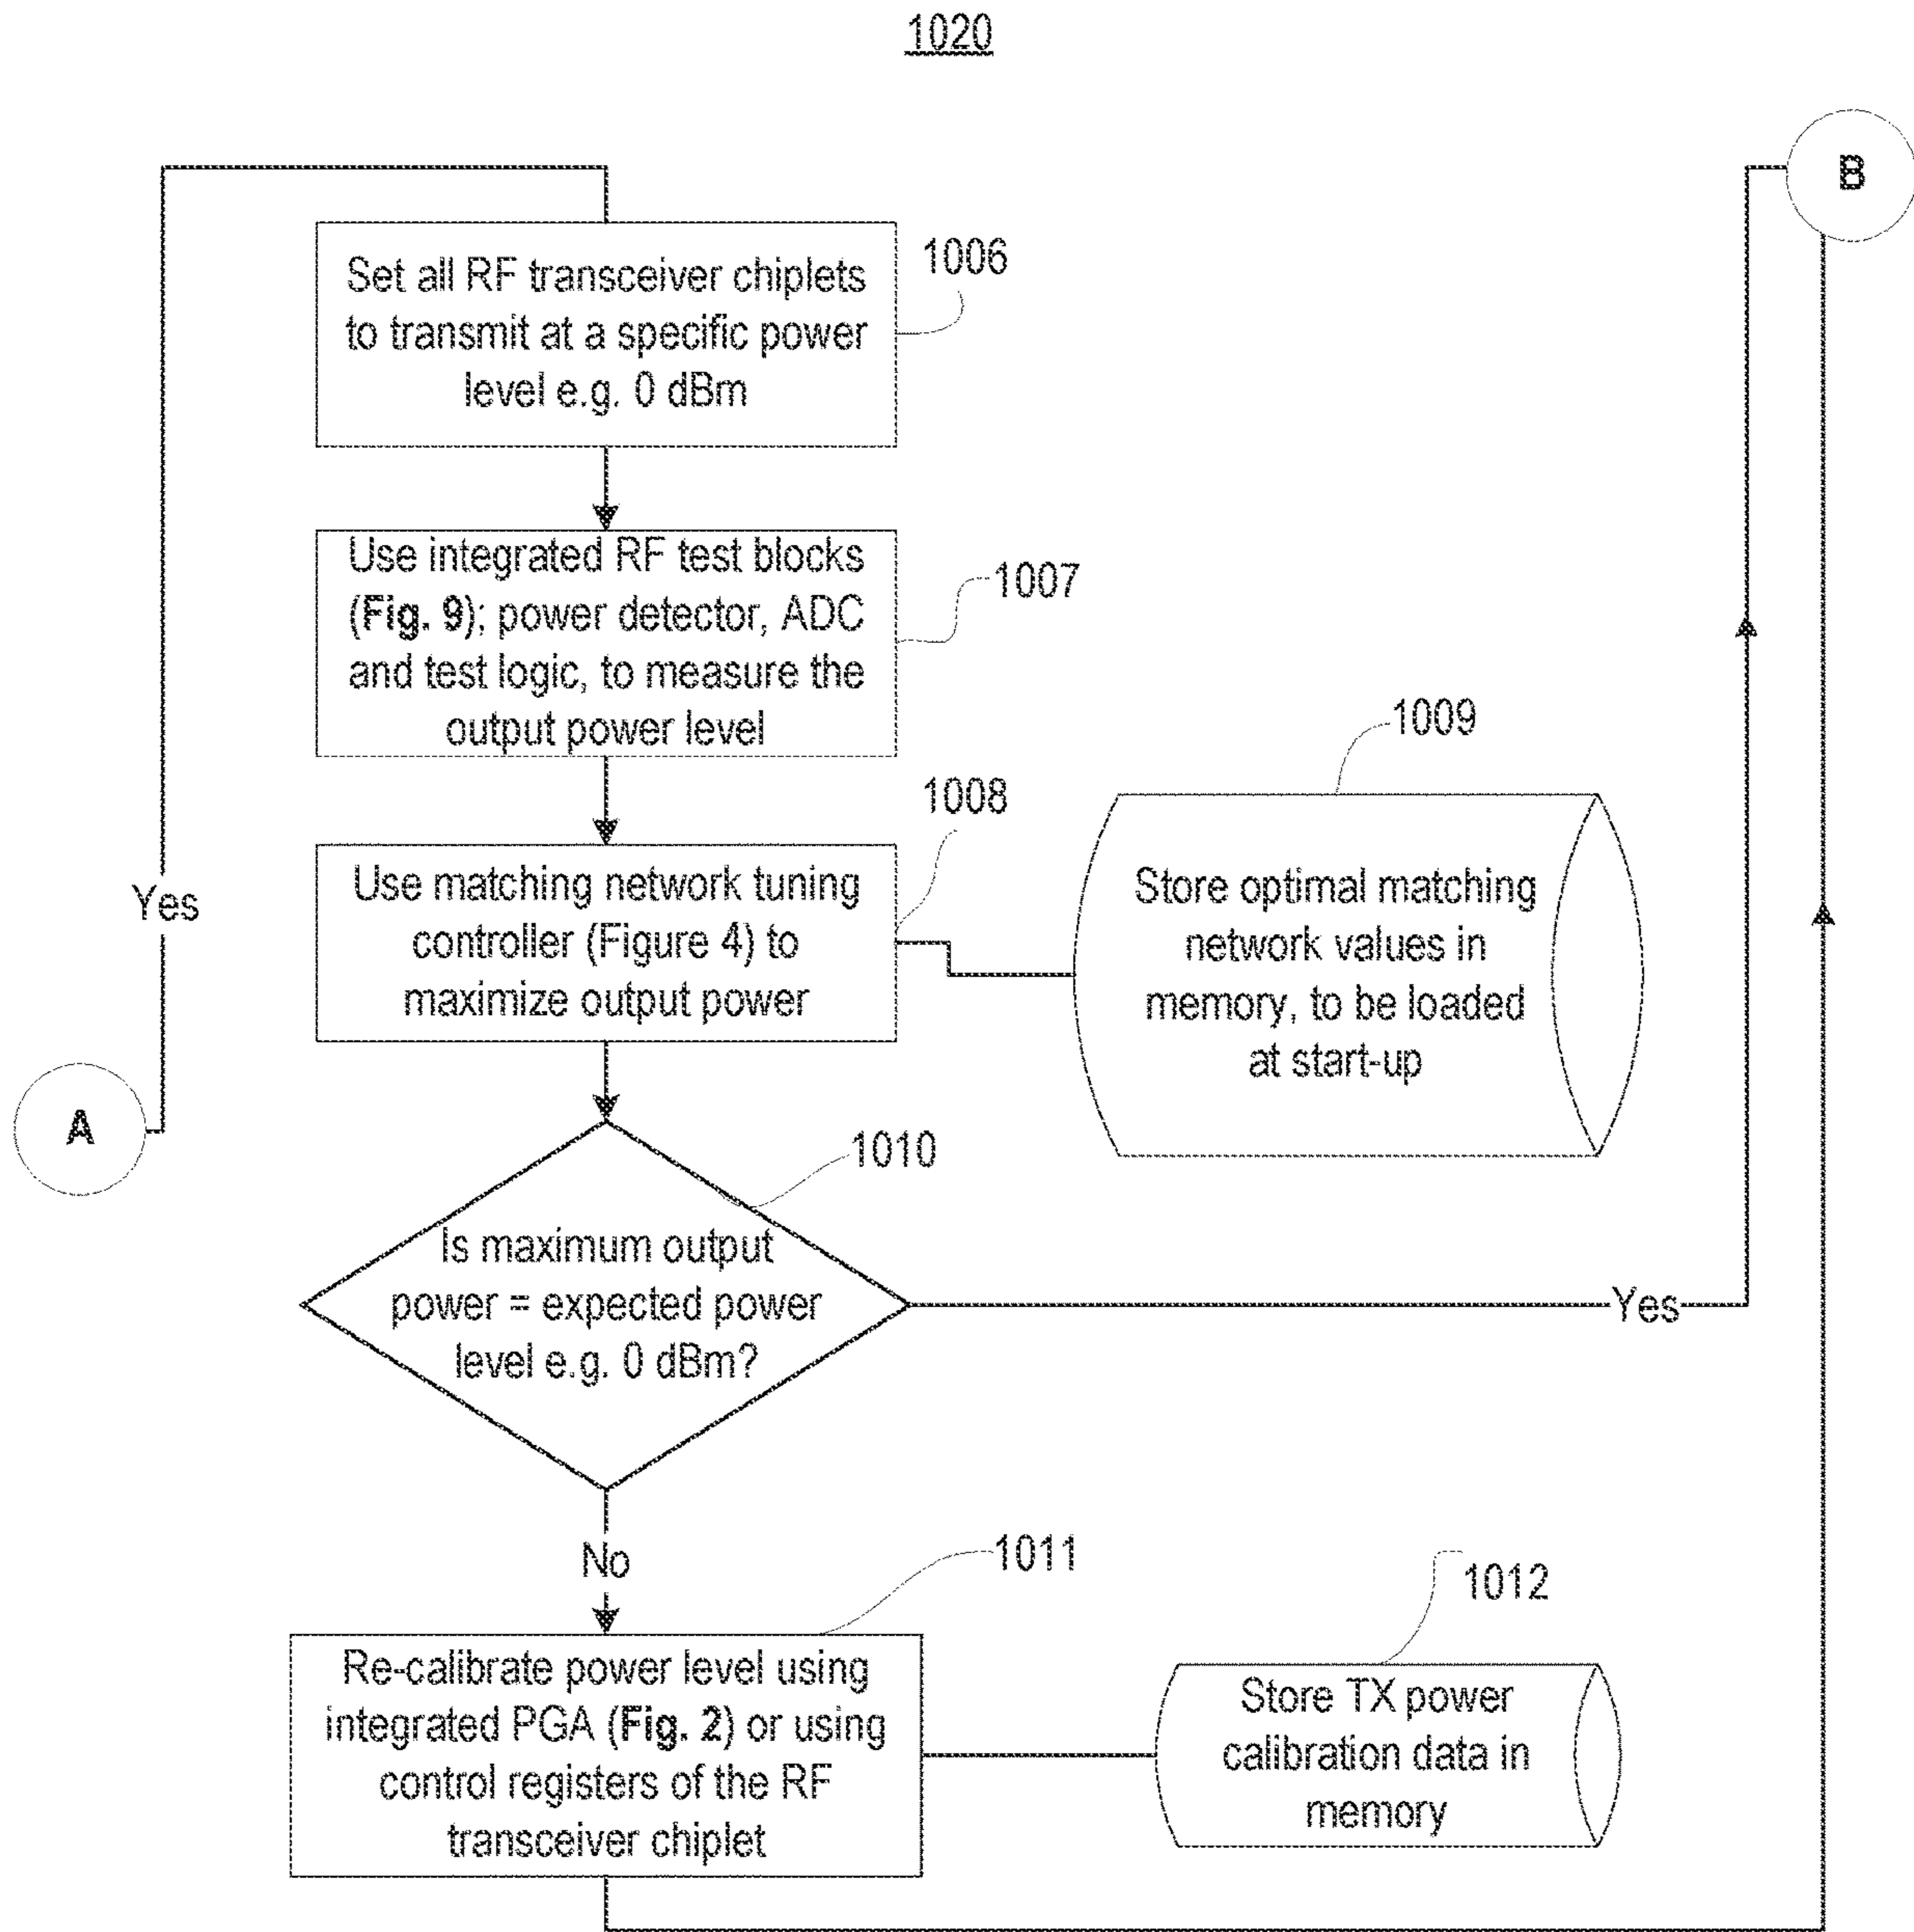 1020
B
Set all RF transceiver chiplets
to transmit at a specific power
level e.g. 0 dBm
1006
Use integrated RF test blocks
(Fig. 9); power detector, ADC
and test logic, to measure the
output power level
1007
Use matching network tuning
controller (Figure 4) to
maximize output power
1008
Store optimal matching
network values in
memory, to be loaded
at start-up
1009
Yes
A
Is maximum output
power = expected power
level e.g. 0 dBm?
1010
Yes
No
Re-calibrate power level using
integrated PGA (Fig. 2) or using
control registers of the RF
transceiver chiplet
1011
Store TX power
calibration data in
memory
1012